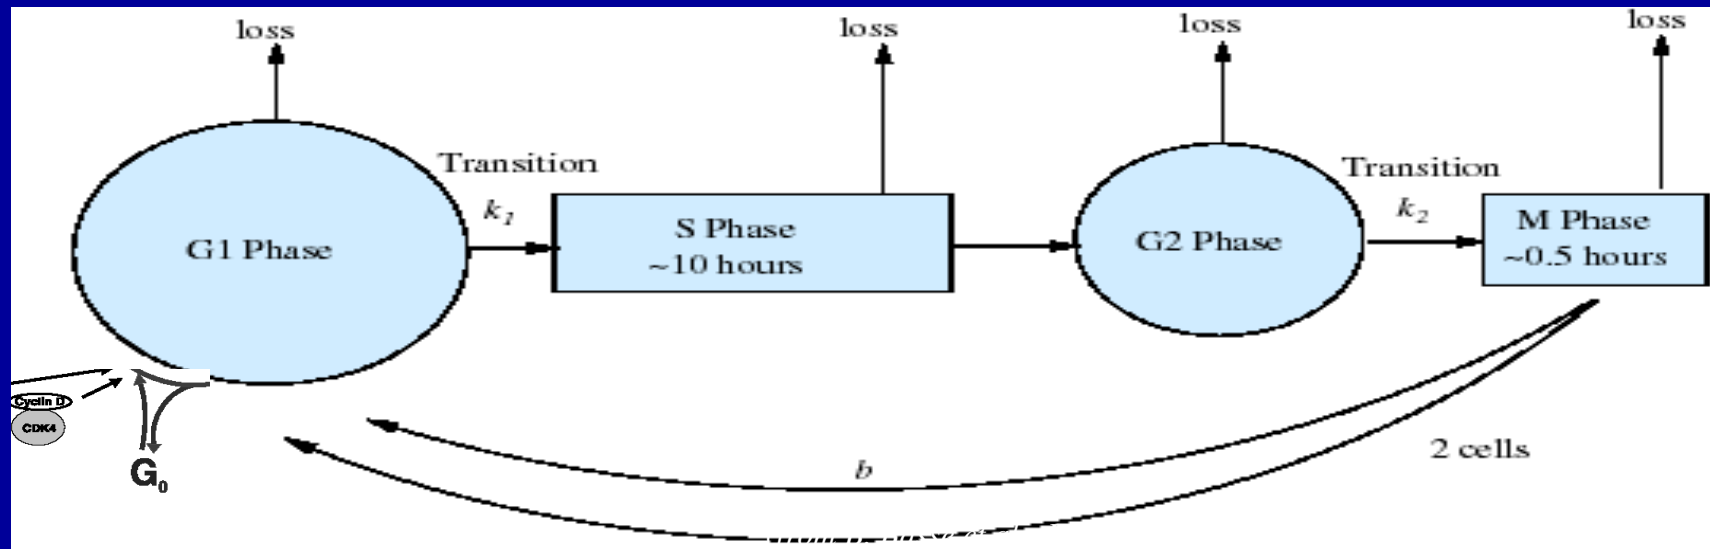 loss
loss
loss
loss
Transition
k1
Transition
k2
G1 Phase
S Phase
~10 hours
G2 Phase
M Phase
~0.5 hours
Cyclin D
CDK4
G0
b
2 cells